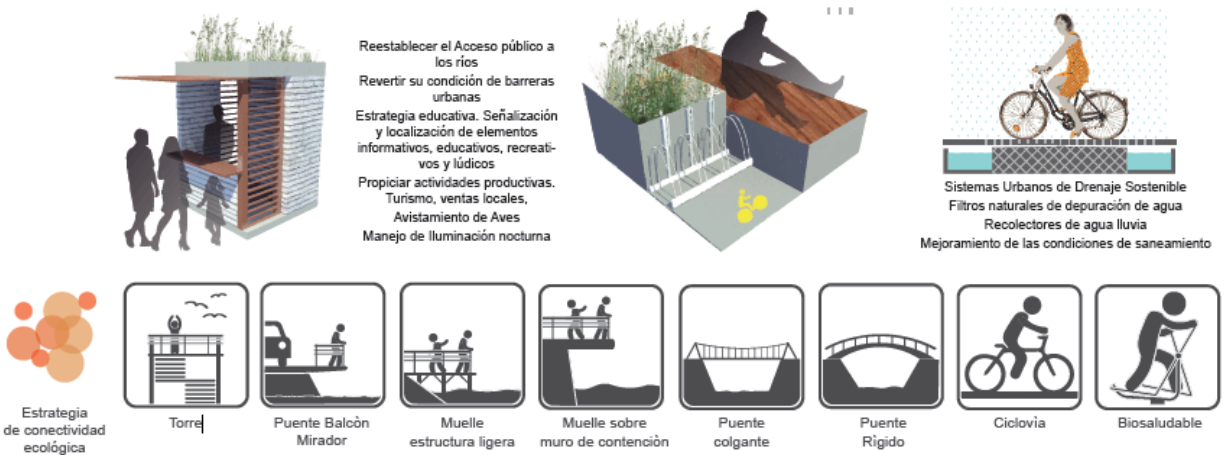 Reestablecer el Acceso público a
los ríos
Revertir su condición de barreras
urbanas
Estrategia educativa. Señalización
y localización de elementos
informativos, educativos, recreati-
vos y lúdicos
Propiciar actividades productivas.
Turismo, ventas locales,
Avistamiento de Aves
Manejo de Iluminación nocturna
Sistemas Urbanos de Drenaje Sostenible
Filtros naturales de depuración de agua
Recolectores de agua lluvia
Mejoramiento de las condiciones de saneamiento
Estrategia
de conectividad
ecológica
Torre
Puente Balcòn
Mirador
Muelle
estructura ligera
Muelle sobre
muro de contenciòn
Puente
colgante
Puente
Rìgido
Ciclovìa
Biosaludable